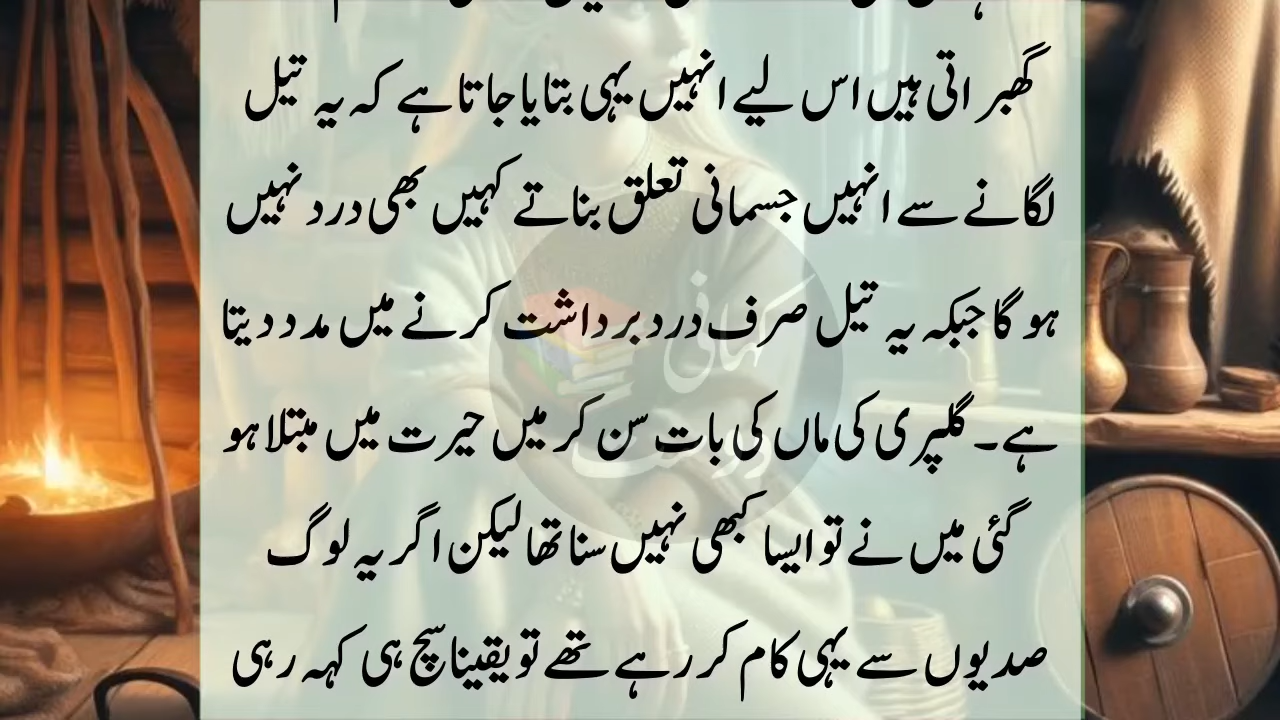 گھبراتی ہیں اس لیے انہیں یہی بتایا جاتا ہے کہ یہ تیل
لگانے سے انہیں جسمانی تعلق بناتے کہیں بھی درد نہیں
ہو گا جبکہ یہ تیل صرف درد برداشت کرنے میں مدد دیتا
ہے۔ گلپری کی ماں کی بات سن کر میں حیرت میں مبتلا ہو
گئی میں نے تو ایسا کبھی نہیں سنا تھا لیکن اگر یہ لوگ
صدیوں سے یہی کام کر رہے تھے تو یقینا سچ ہی کہہ رہی
کہانی